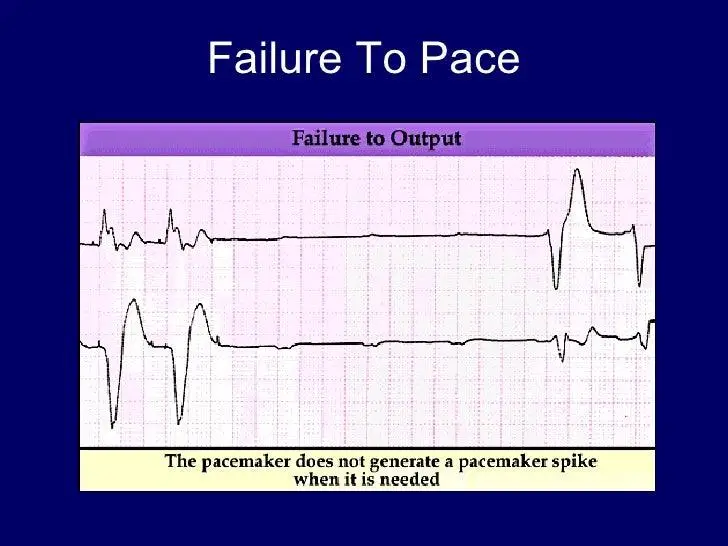 Failure To Pace
Failure to Output
The pacemaker does not generate a pacemaker spike
when it is needed